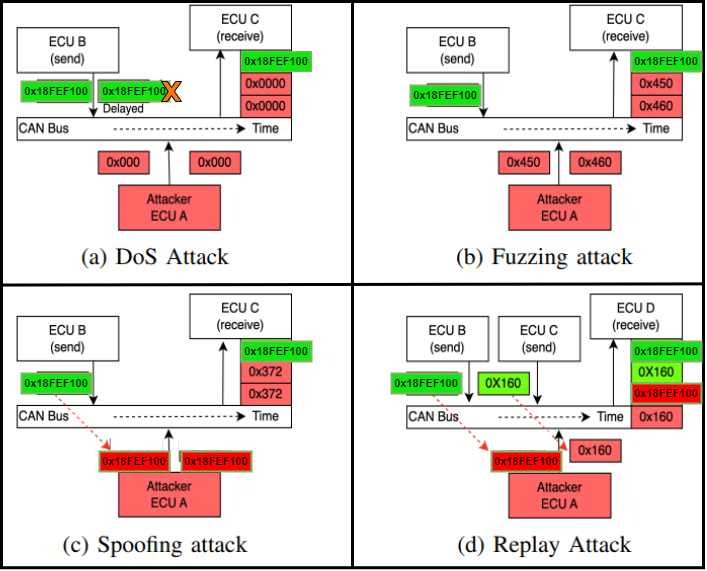 ECU B
(send)
ECU C
(receive)
0x18FEF100
0x18FEF100
X
Delayed
0x18FEF100
0x0000
0x0000
CAN Bus
Time
0x000
0x000
Attacker
ECU A
(a) DoS Attack
ECU B
(send)
ECU C
(receive)
0x18FEF100
0x18FEF100
0x450
0x460
CAN Bus
Time
0x450
0x460
Attacker
ECU A
(b) Fuzzing attack
ECU B
(send)
ECU C
(receive)
0x18FEF100
0x18FEF100
0x372
0x372
CAN Bus
Time
0x18FEF100
0x18FEF100
Attacker
ECU A
(c) Spoofing attack
ECU B
(send)
ECU C
(send)
ECU D
(receive)
0x18FEF100
0X160
0x18FEF100
0X160
0x18FEF100
0x160
CAN Bus
Time
0x18FEF100
0x160
Attacker
ECU A
(d) Replay Attack